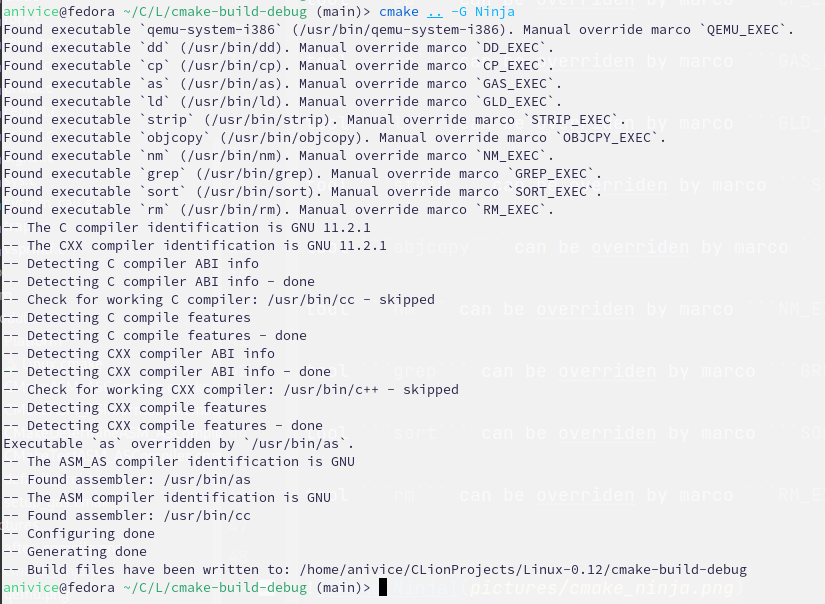 anivice@fedora ~/C/L/cmake-build-debug (main)> cmake .. -G Ninja
Found executable `qemu-system-i386` (/usr/bin/qemu-system-i386). Manual override marco `QEMU_EXEC`.
Found executable `dd` (/usr/bin/dd). Manual override marco `DD_EXEC`.
Found executable `cp` (/usr/bin/cp). Manual override marco `CP_EXEC`.
Found executable `as` (/usr/bin/as). Manual override marco `GAS_EXEC`.
Found executable `ld` (/usr/bin/ld). Manual override marco `GLD_EXEC`.
Found executable `strip` (/usr/bin/strip). Manual override marco `STRIP_EXEC`.
Found executable `objcopy` (/usr/bin/objcopy). Manual override marco `OBJCPY_EXEC`.
Found executable `nm` (/usr/bin/nm). Manual override marco `NM_EXEC`.
Found executable `grep` (/usr/bin/grep). Manual override marco `GREP_EXEC`.
Found executable `sort` (/usr/bin/sort). Manual override marco `SORT_EXEC`.
Found executable `rm` (/usr/bin/rm). Manual override marco `RM_EXEC`.
-- The C compiler identification is GNU 11.2.1
-- The CXX compiler identification is GNU 11.2.1
-- Detecting C compiler ABI info
-- Detecting C compiler ABI info - done
-- Check for working C compiler: /usr/bin/cc - skipped
-- Detecting C compile features
-- Detecting C compile features - done
-- Detecting CXX compiler ABI info
-- Detecting CXX compiler ABI info - done
-- Check for working CXX compiler: /usr/bin/c++ - skipped
-- Detecting CXX compile features
-- Detecting CXX compile features - done
Executable `as` overridden by `/usr/bin/as`.
-- The ASM_AS compiler identification is GNU
-- Found assembler: /usr/bin/as
-- The ASM compiler identification is GNU
-- Found assembler: /usr/bin/cc
-- Configuring done
-- Generating done
-- Build files have been written to: /home/anivice/CLionProjects/Linux-0.12/cmake-build-debug
anivice@fedora ~/C/L/cmake-build-debug (main)>